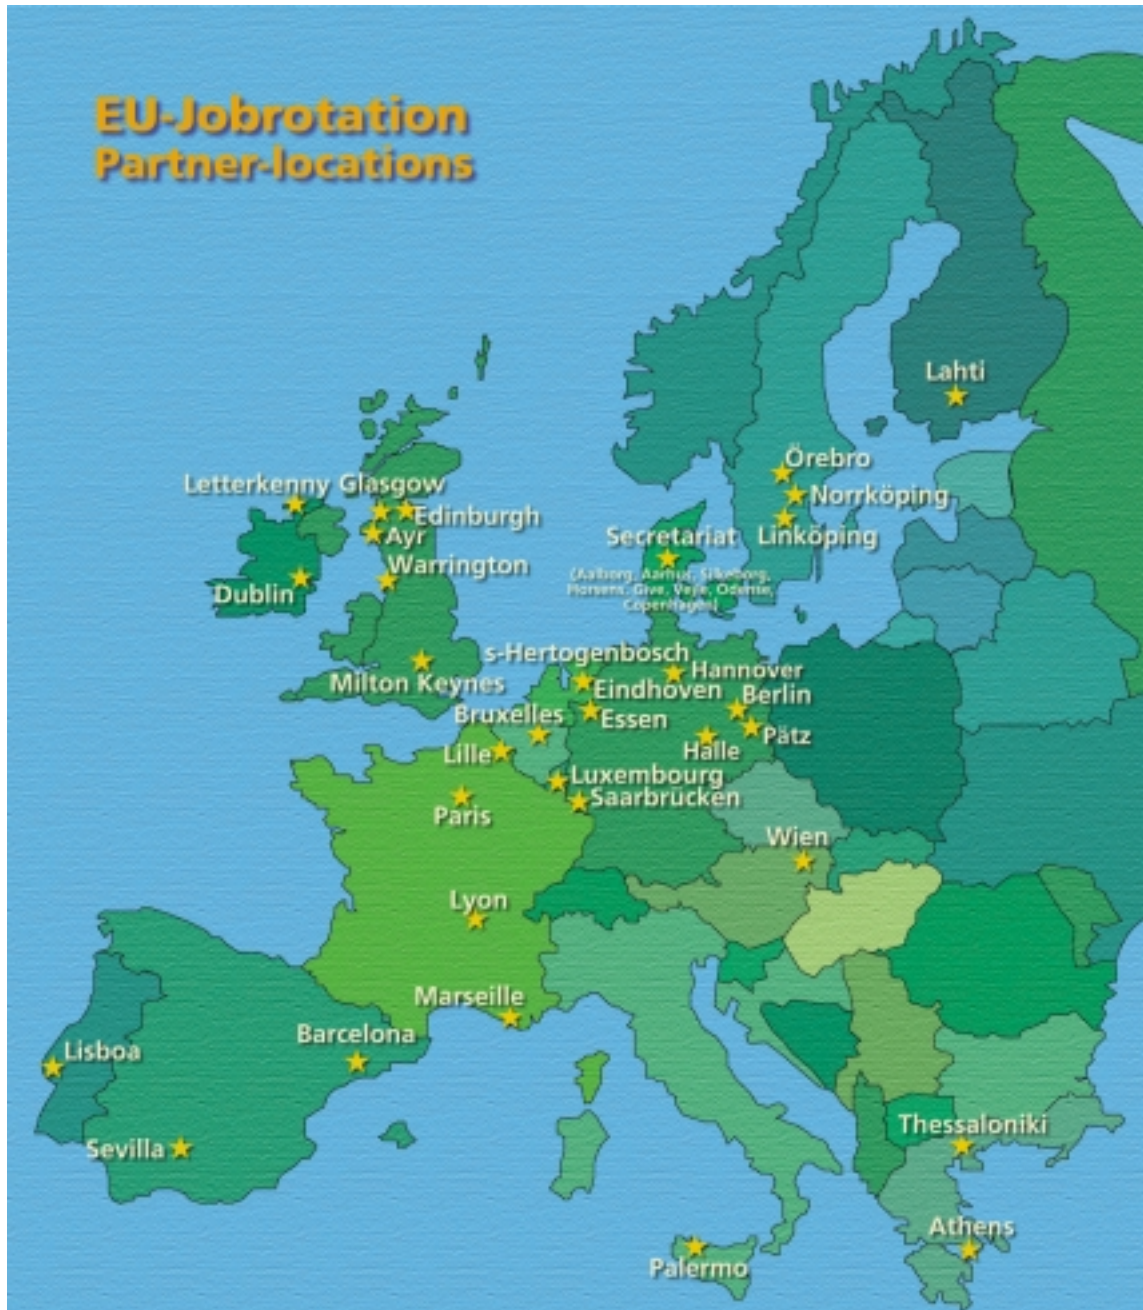 EU-Jobrotation
Partner-locations
Lahti
Örebro
Letterkenny
Glasgow
Norrköping
Edinburgh
Ayr
Secretariat
Linköping
Warrington
(Aalborg, Aarhus, Silkeborg,
Horsens, Give, Vejle, Odense,
Copenhagen)
Dublin
s-Hertogenbosch
Hannover
Milton Keynes
Eindhoven
Berlin
Bruxelles
Essen
Pätz
Lille
Halle
Luxembourg
Saarbrücken
Paris
Wien
Lyon
Marseille
Barcelona
Lisboa
Thessaloniki
Sevilla
Athens
Palermo